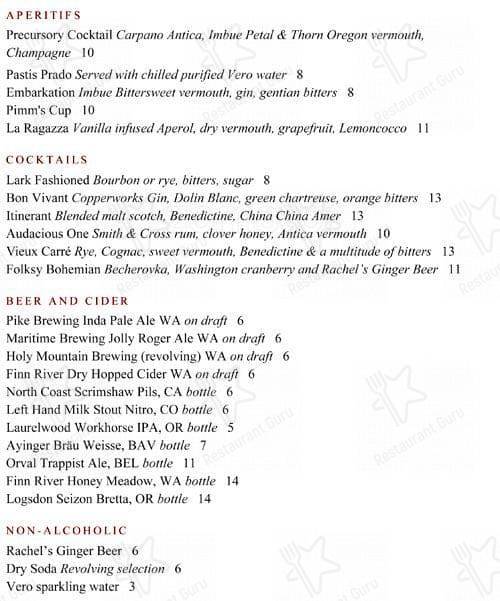 APERITIFS
Precursory Cocktail Carpano Antica, Imbue Petal & Thorn Oregon vermouth,
Champagne 10
Pastis Prado Served with chilled purified Vero water 8
Embarkation Imbue Bittersweet vermouth, gin, gentian bitters 8
Pimm's Cup 10
La Ragazza Vanilla infused Aperol, dry vermouth, grapefruit, Lemoncocco 11
COCKTAILS
Lark Fashioned Bourbon or rye, bitters, sugar 8
Bon Vivant Copperworks Gin, Dolin Blanc, green chartreuse, orange bitters 13
Itinerant Blended malt scotch, Benedictine, China China Amer 13
Audacious One Smith & Cross rum, clover honey, Antica vermouth 10
Vieux Carré Rye, Cognac, sweet vermouth, Benedictine & a multitude of bitters 13
Folksy Bohemian Becherovka, Washington cranberry and Rachel's Ginger Beer 11
BEER AND CIDER
Pike Brewing Inda Pale Ale WA on draft 6
Maritime Brewing Jolly Roger Ale WA on draft 6
Holy Mountain Brewing (revolving) WA on draft 6
Finn River Dry Hopped Cider WA on draft 6
North Coast Scrimshaw Pils, CA bottle 6
Left Hand Milk Stout Nitro, CO bottle 6
Laurelwood Workhorse IPA, OR bottle 5
Ayinger Bräu Weisse, BAV bottle 7
Orval Trappist Ale, BEL bottle 11
Finn River Honey Meadow, WA bottle 14
Logsdon Seizon Bretta, OR bottle 14
NON-ALCOHOLIC
Rachel's Ginger Beer 6
Dry Soda Revolving selection 6
Vero sparkling water 3
Restaurant Guru